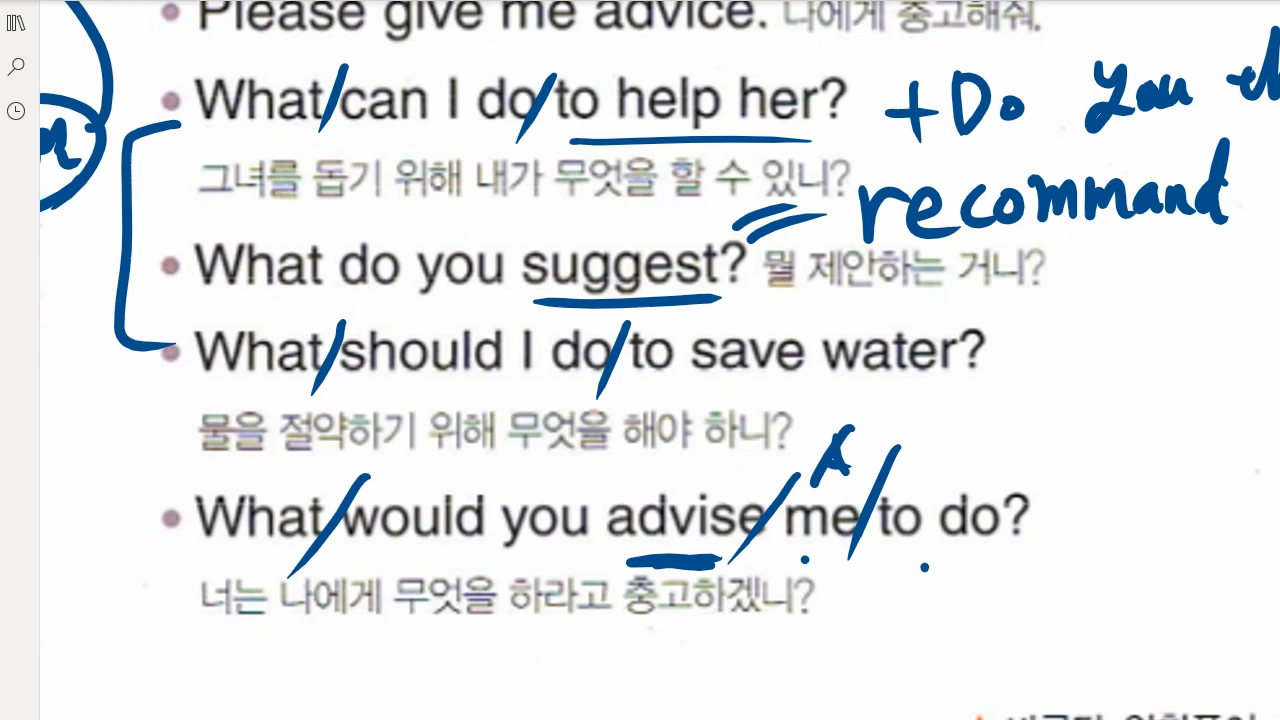 Please give me advice. 나에게 충고해줘.
What can I do to help her? + Do you
그녀를 돕기 위해 내가 무엇을 할 수 있니?
recommand
What do you suggest? 뭘 제안하는 거니?
What should I do to save water?
물을 절약하기 위해 무엇을 해야 하니?
A
What would you advise me to do?
너는 나에게 무엇을 하라고 충고하겠니?